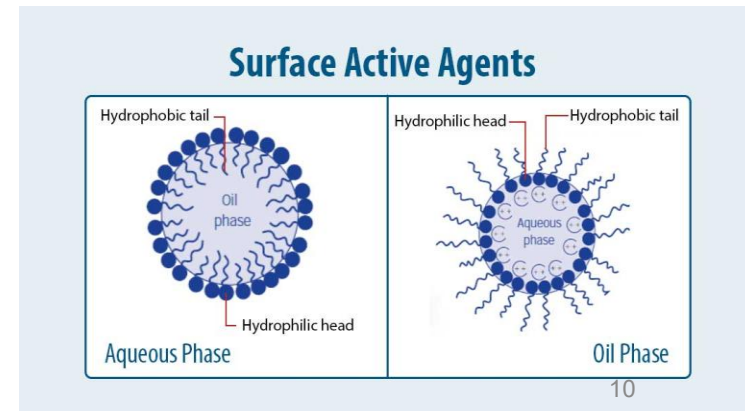 Surface Active Agents
Hydrophobic tail
Oil
phase
Hydrophilic head
Aqueous Phase
Hydrophilic head
Hydrophobic tail
Aqueous
phase
Oil Phase
10